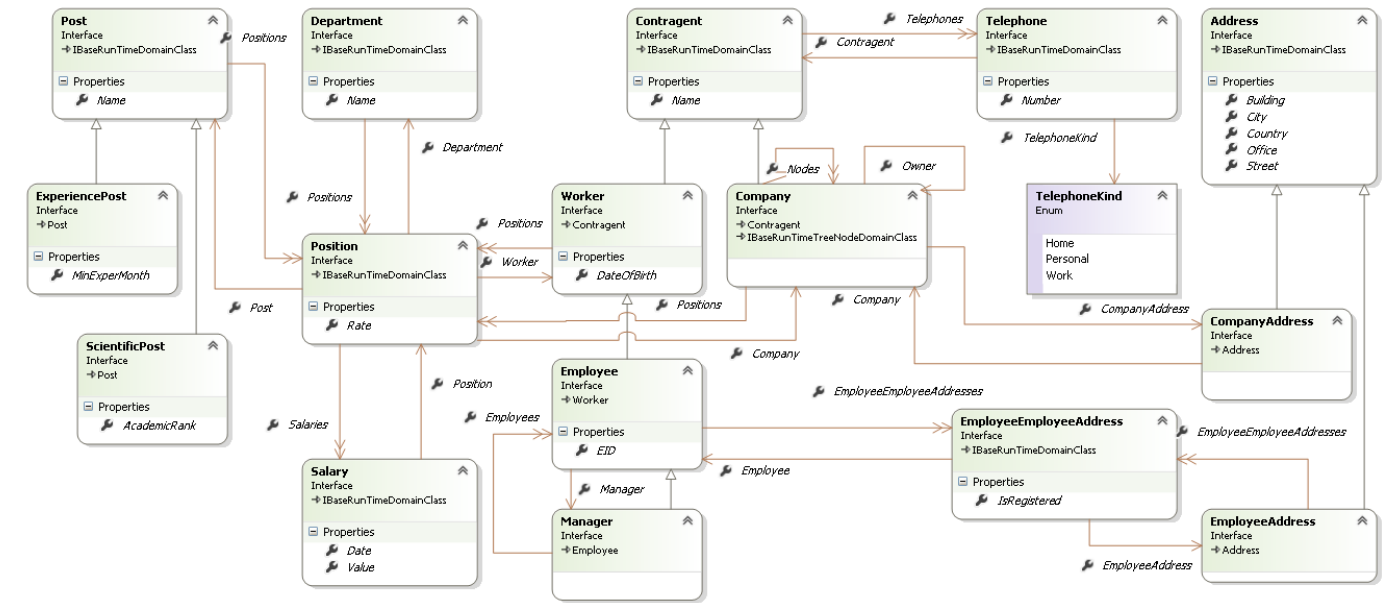 Post
Interface
IBaseRunTimeDomainClass
Properties
Name
Positions
Department
Interface
IBaseRunTimeDomainClass
Properties
Name
Contragent
Interface
IBaseRunTimeDomainClass
Properties
Name
Telephones
Contragent
Telephone
Interface
IBaseRunTimeDomainClass
Properties
Number
Address
Interface
IBaseRunTimeDomainClass
Properties
Building
City
Country
Office
Street
Department
TelephoneKind
Nodes
Owner
ExperiencePost
Interface
Post
Properties
MinExperMonth
Positions
Positions
Worker
Worker
Interface
Contragent
Properties
DateOfBirth
Company
Interface
Contragent
IBaseRunTimeTreeNodeDomainClass
TelephoneKind
Enum
Home
Personal
Work
Position
Interface
IBaseRunTimeDomainClass
Properties
Rate
Post
Positions
Company
CompanyAddress
Company
CompanyAddress
Interface
Address
ScientificPost
Interface
Post
Properties
AcademicRank
Position
Salaries
Employees
Employee
Interface
Worker
Properties
EID
EmployeeEmployeeAddresses
EmployeeEmployeeAddress
Interface
IBaseRunTimeDomainClass
Properties
IsRegistered
EmployeeEmployeeAddresses
Employee
Manager
Salary
Interface
IBaseRunTimeDomainClass
Properties
Date
Value
Manager
Interface
Employee
EmployeeAddress
EmployeeAddress
Interface
Address